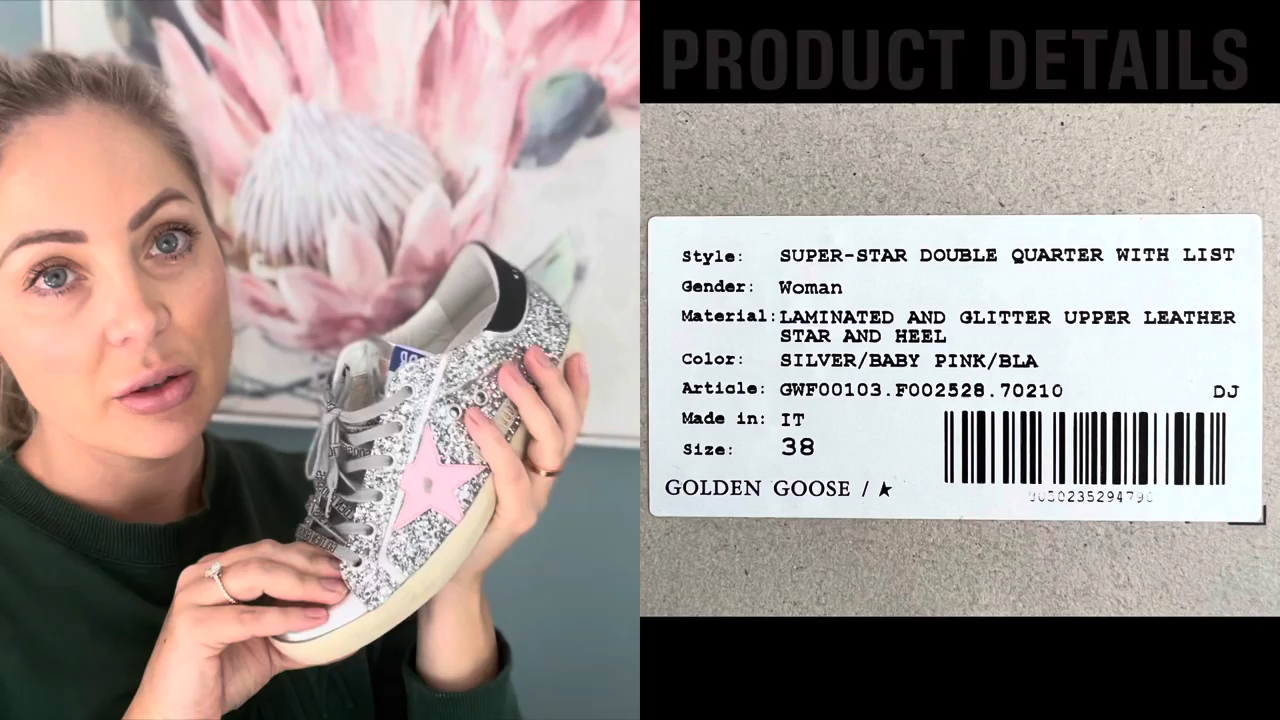 PRODUCT DETAILS
Style: SUPER-STAR DOUBLE QUARTER WITH LIST
Gender: Woman
Material: LAMINATED AND GLITTER UPPER LEATHER
STAR AND HEEL
Color: SILVER/BABY PINK/BLA
Article: GWF00103.F002528.70210 DJ
Made in: IT
Size: 38
GOLDEN GOOSE / ★